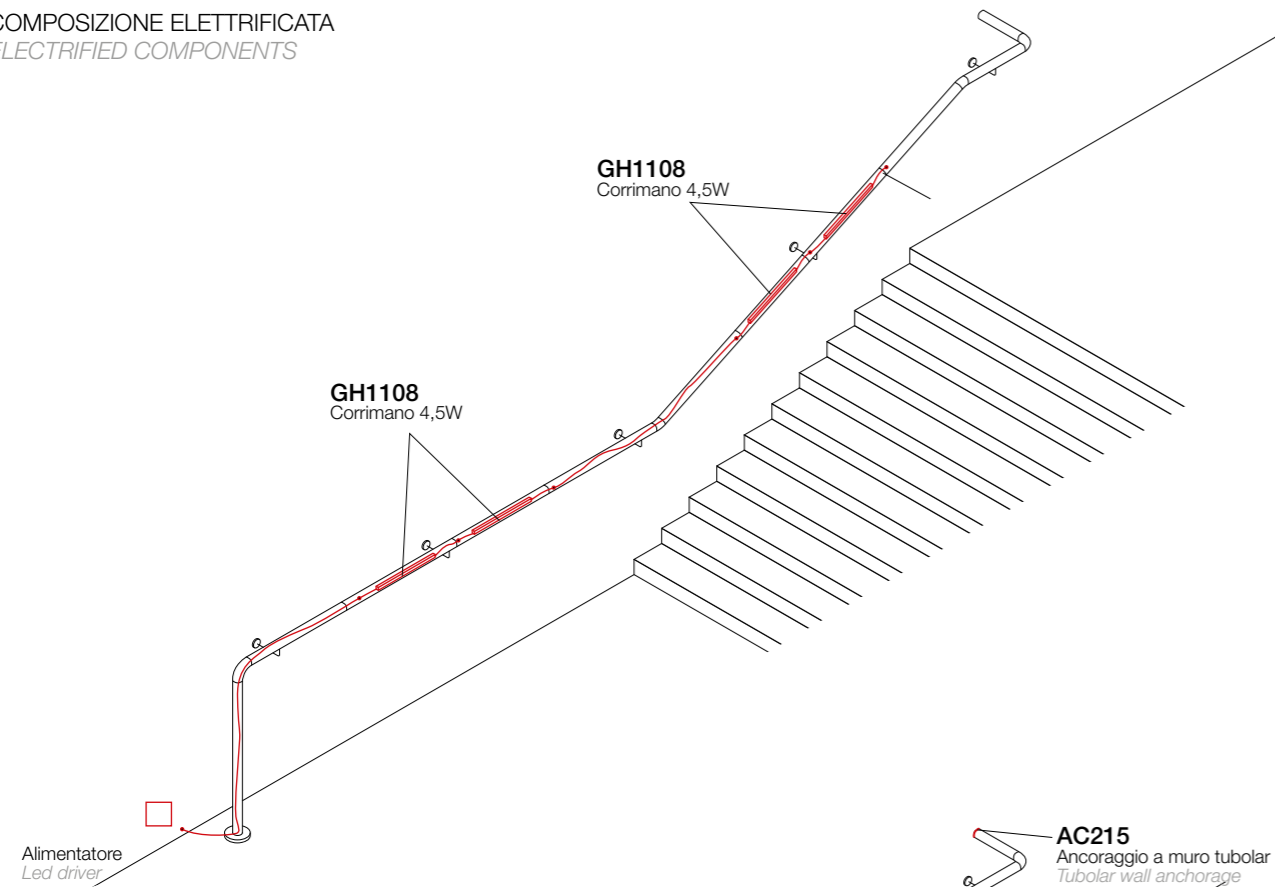 COMPOSIZIONE ELETTRIFICATA
ELECTRIFIED COMPONENTS
GH1108
Corrimano 4,5W
GH1108
Corrimano 4,5W
Alimentatore
Led driver
AC215
Ancoraggio a muro tubolar
Tubolar wall anchorage